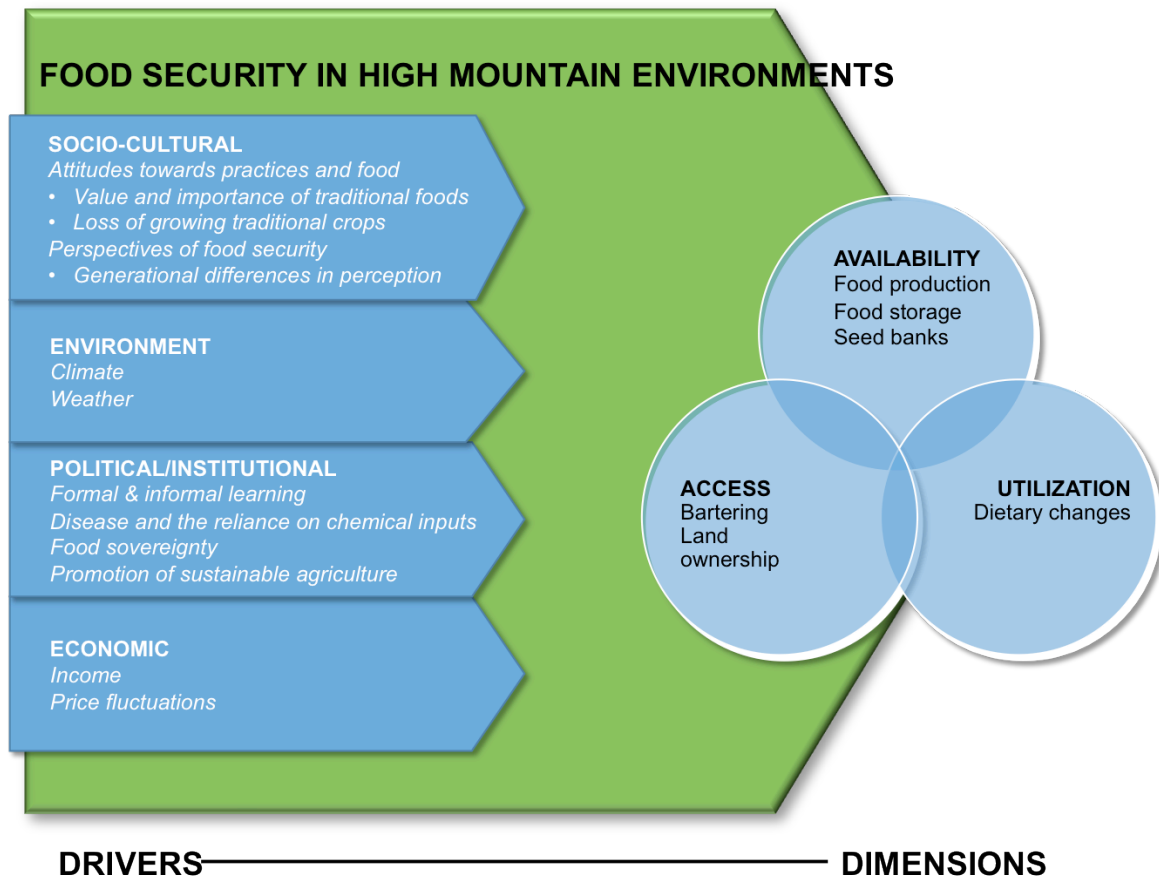 FOOD SECURITY IN HIGH MOUNTAIN ENVIRONMENTS
SOCIO-CULTURAL
Attitudes towards practices and food
• Value and importance of traditional foods
• Loss of growing traditional crops
Perspectives of food security
• Generational differences in perception
ENVIRONMENT
Climate
Weather
POLITICAL/INSTITUTIONAL
Formal & informal learning
Disease and the reliance on chemical inputs
Food sovereignty
Promotion of sustainable agriculture
ECONOMIC
Income
Price fluctuations
AVAILABILITY
Food production
Food storage
Seed banks
ACCESS
Bartering
Land
ownership
UTILIZATION
Dietary changes
DRIVERS
DIMENSIONS